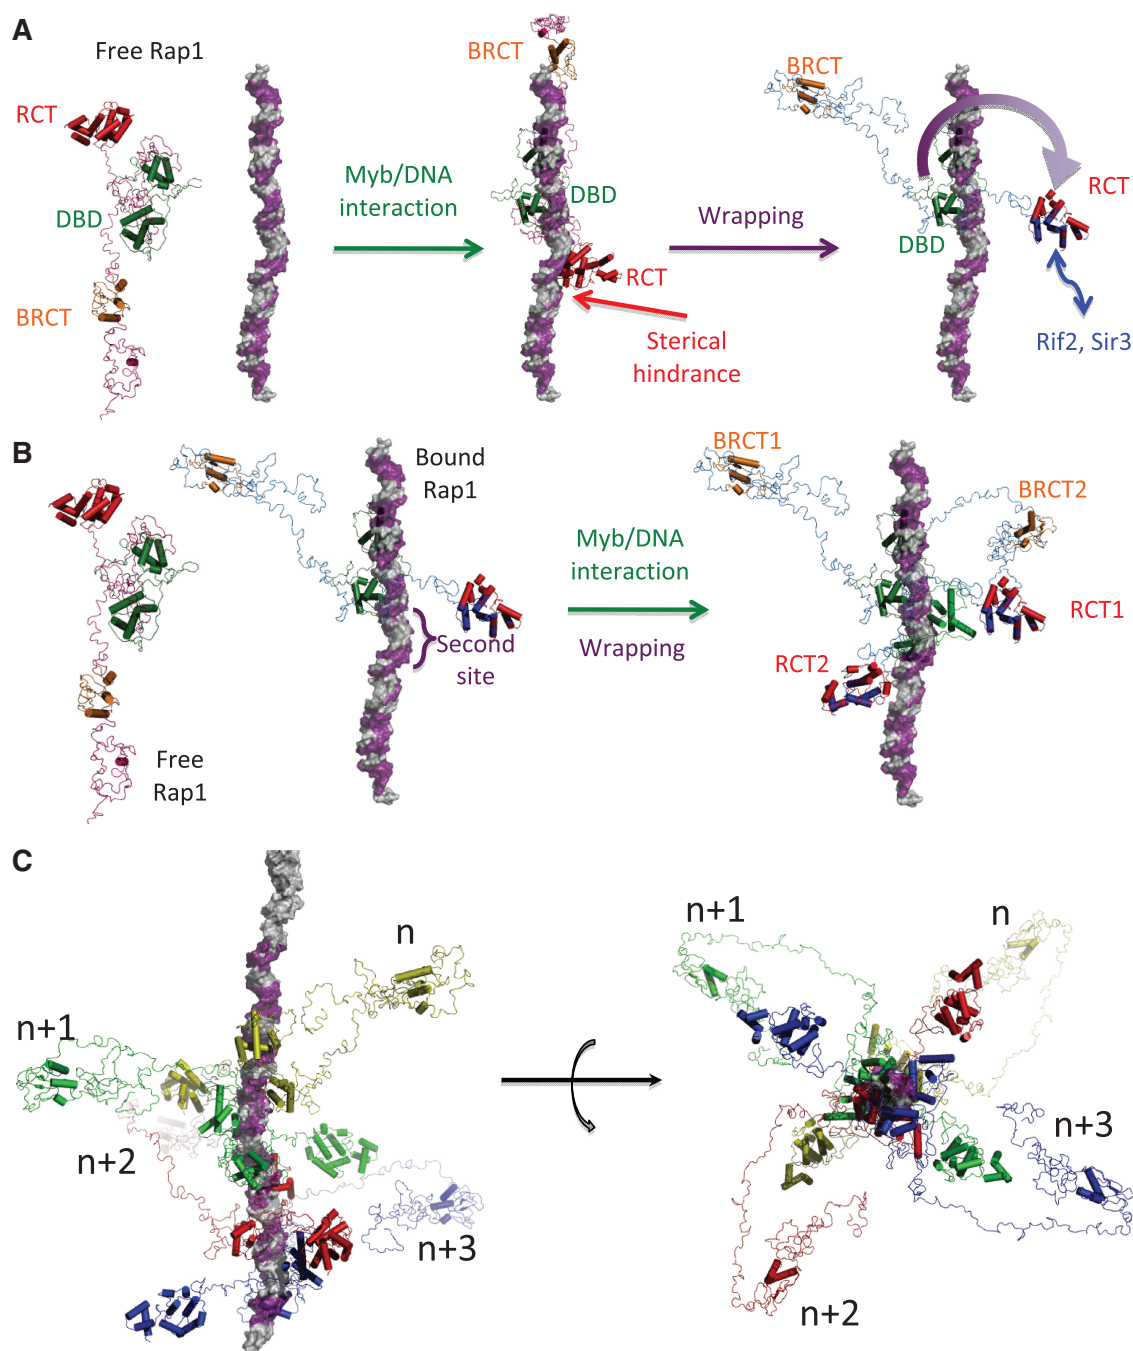 A
Free Rap1
RCT
DBD
BRCT
Myb/DNA
interaction
BRCT
DBD
RCT
Sterical
hindrance
Wrapping
BRCT
DBD
RCT
Rif2, Sir3
B
Free
Rap1
Bound
Rap1
Second
site
Myb/DNA
interaction
Wrapping
BRCT1
BRCT2
RCT1
RCT2
C
n
n+1
n+2
n+3
n+1
n
n+3
n+2